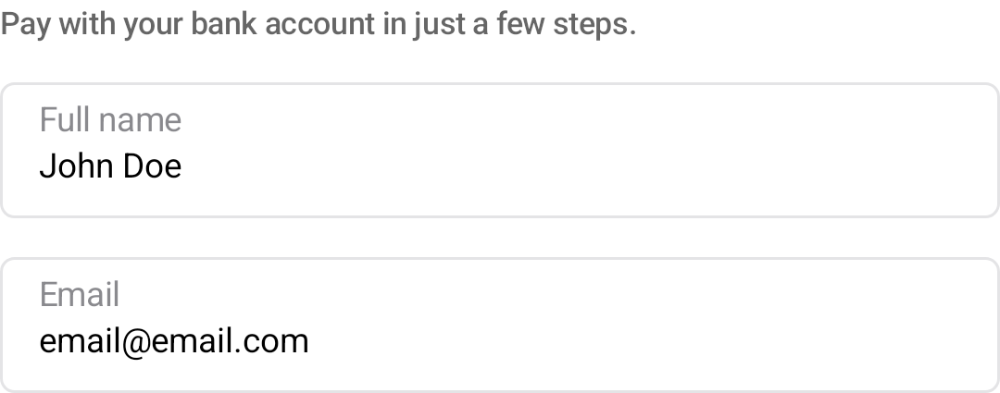 Pay with your bank account in just a few steps.
Full name
John Doe
Email
email@email.com